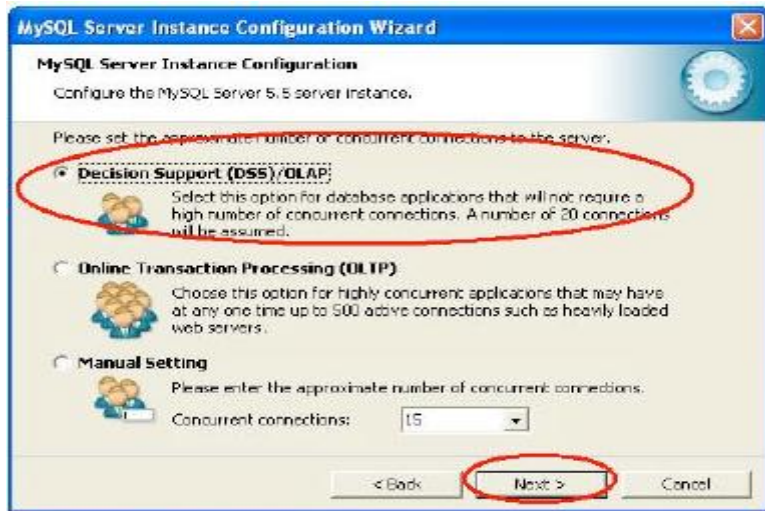 MySQL Server Instance Configuration Wizard
MySQL Server Instance Configuration
Configure the MySQL Server 5.5 server instance.
Please set the approximate number of concurrent connections to the server.
Decision Support (DSS)/OLAP
Select this option for database applications that will not require a
high number of concurrent connections. A number of 20 connections
will be assumed.
Online Transaction Processing (OLTP)
Choose this option for highly concurrent applications that may have
at any one time up to 500 active connections such as heavily loaded
web servers.
Manual Setting
Please enter the approximate number of concurrent connections.
Concurrent connections: 15
< Back Next > Cancel